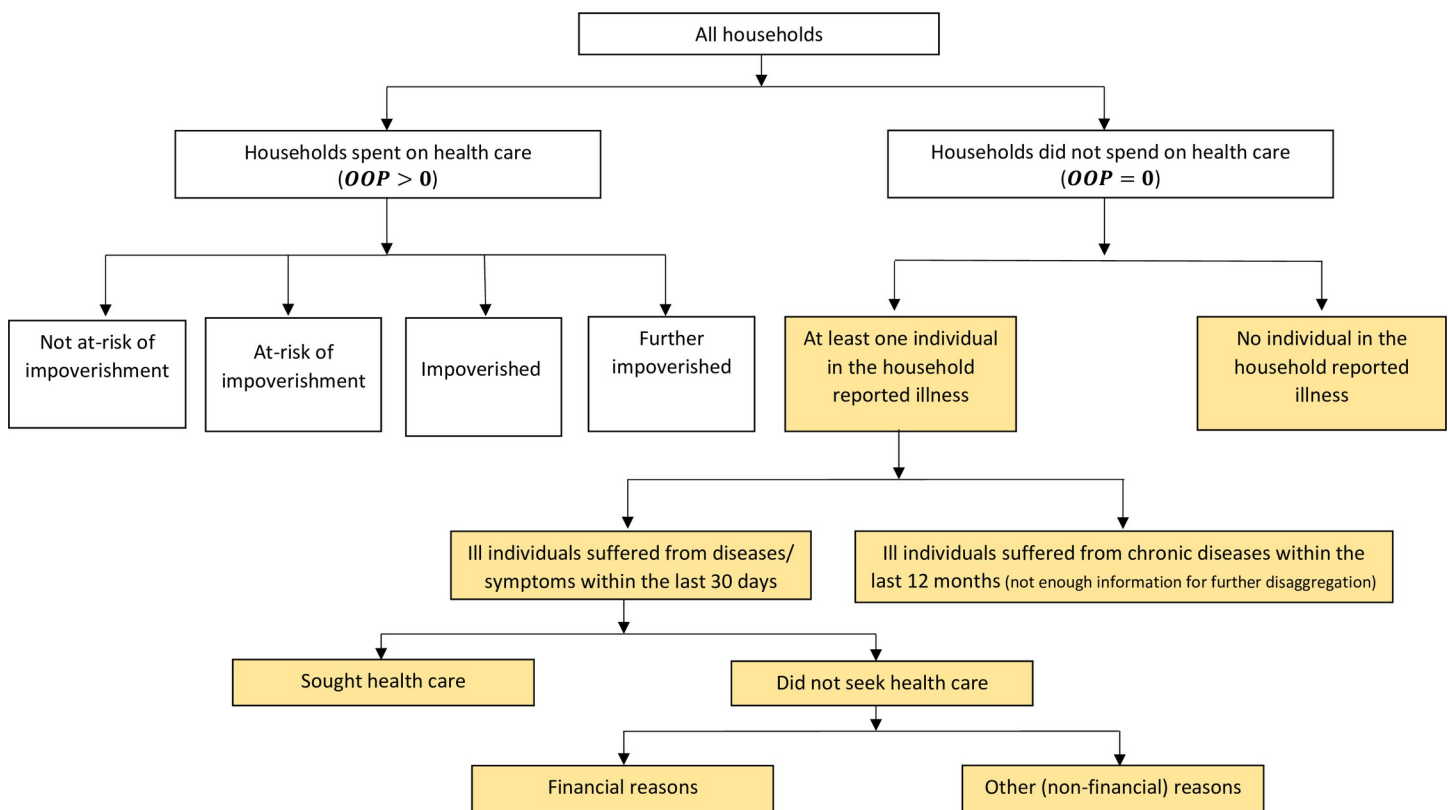 All households
Households spent on health care
(OOP > 0)
Households did not spend on health care
(OOP = 0)
Not at-risk of
impoverishment
At-risk of
impoverishment
Impoverished
Further
impoverished
At least one individual
in the household
reported illness
No individual in the
household reported
illness
Ill individuals suffered from diseases/
symptoms within the last 30 days
Ill individuals suffered from chronic diseases within the
last 12 months (not enough information for further disaggregation)
Sought health care
Did not seek health care
Financial reasons
Other (non-financial) reasons